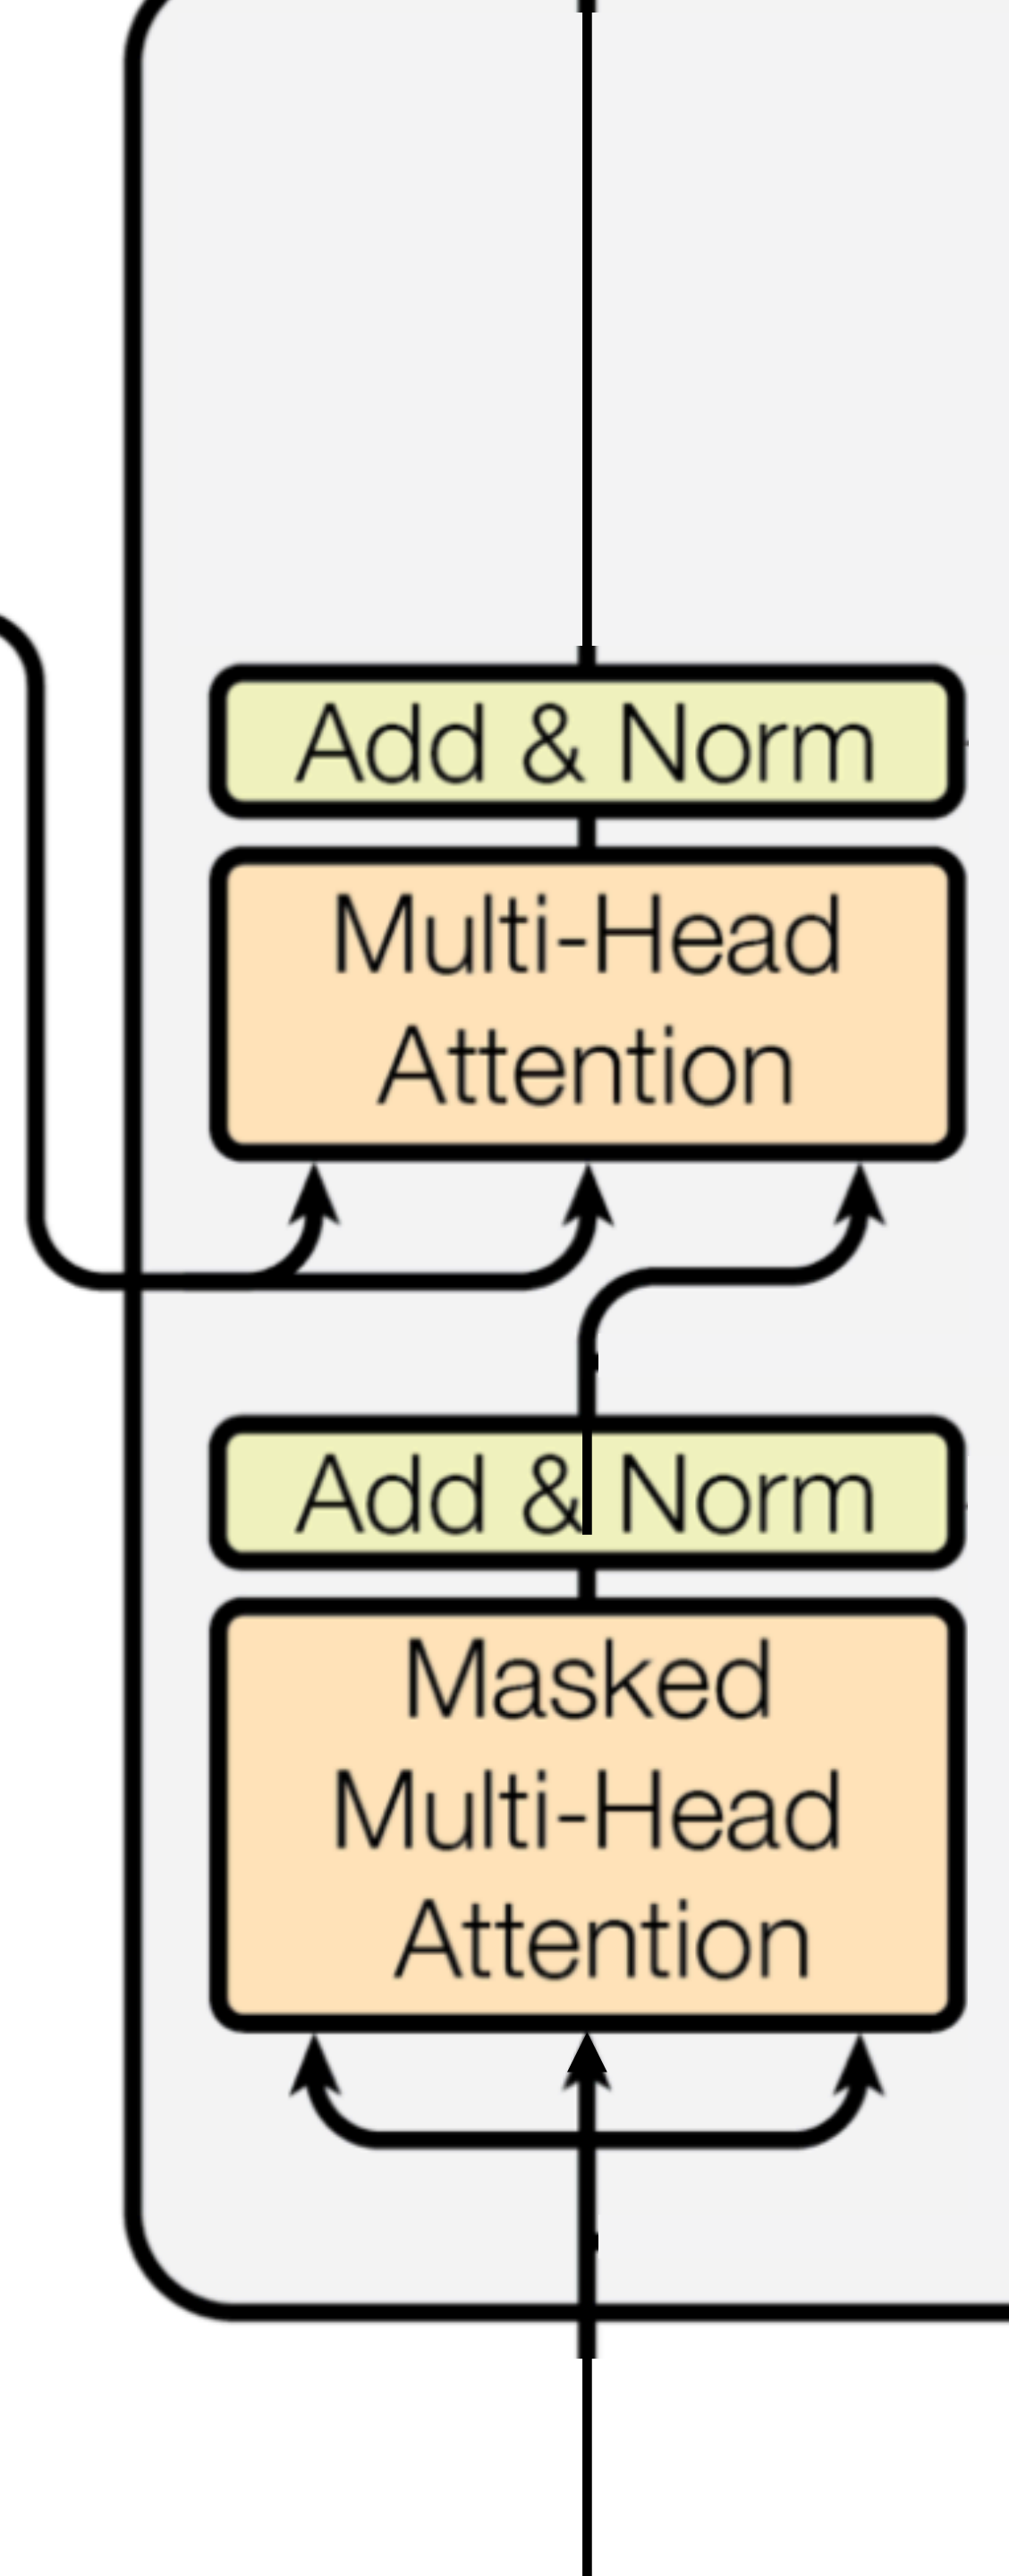 Add & Norm
Multi-Head
Attention
Add & Norm
Masked
Multi-Head
Attention